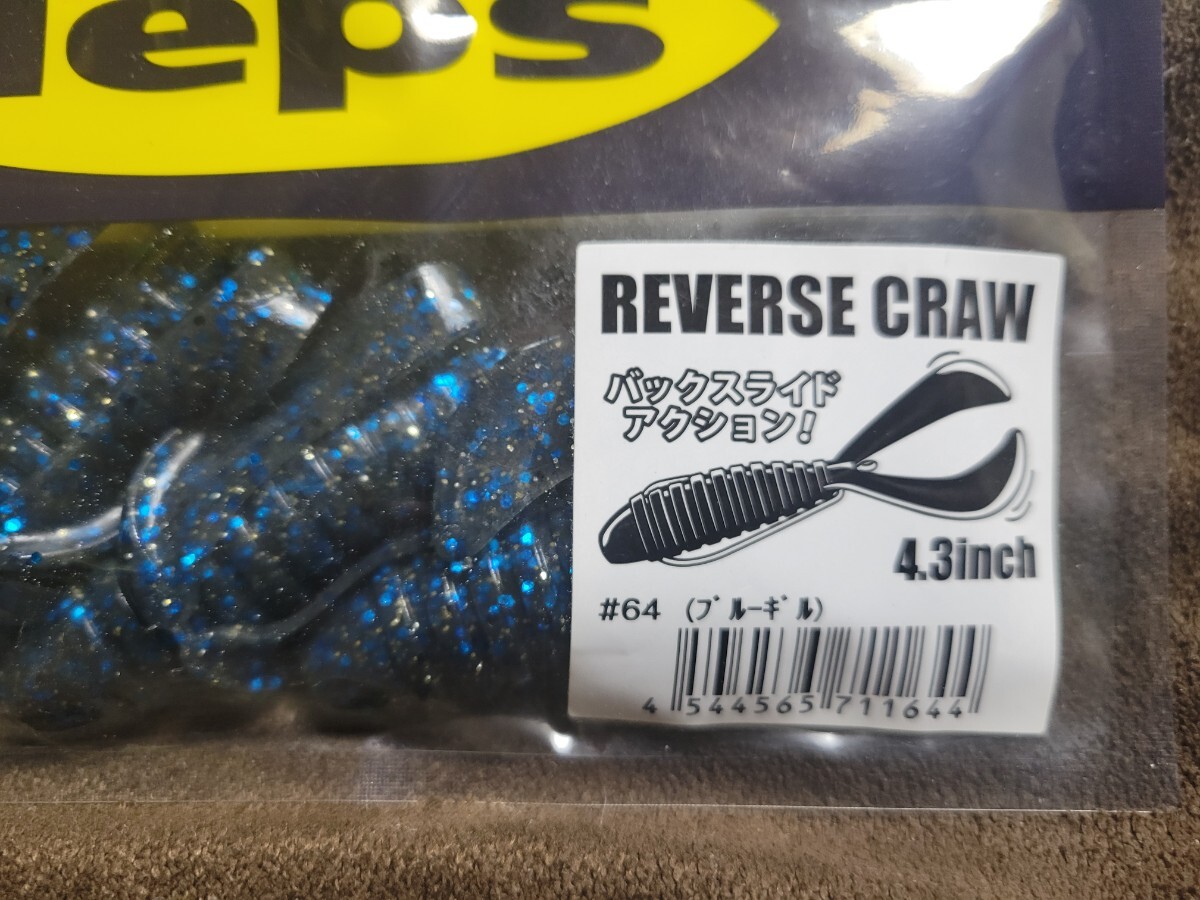 deps
REVERSE CRAW
バックスライド
アクション!
4.3inch
#64 (ブルーギル)
4 544565 711644